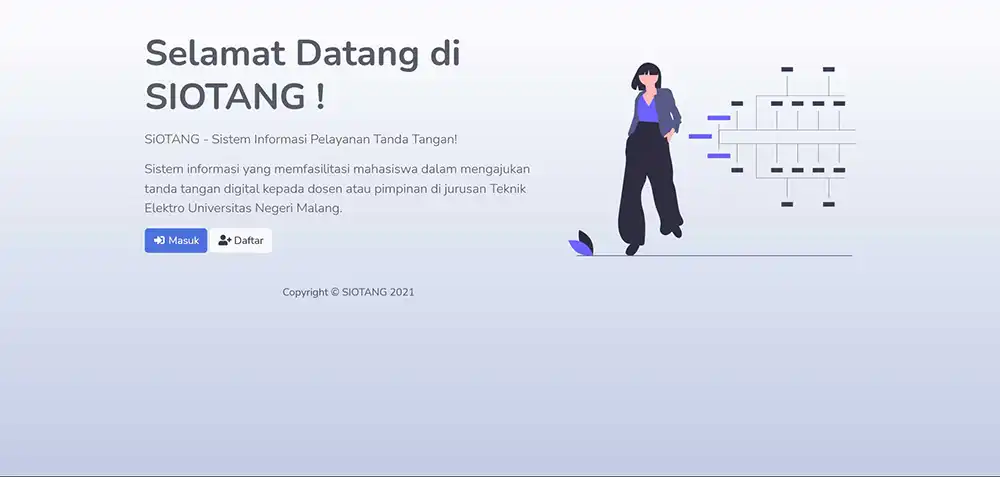 Selamat Datang di
SIOTANG !
SiOTANG - Sistem Informasi Pelayanan Tanda Tangan!
Sistem informasi yang memfasilitasi mahasiswa dalam mengajukan
tanda tangan digital kepada dosen atau pimpinan di jurusan Teknik
Elektro Universitas Negeri Malang.
Masuk Daftar
Copyright © SIOTANG 2021